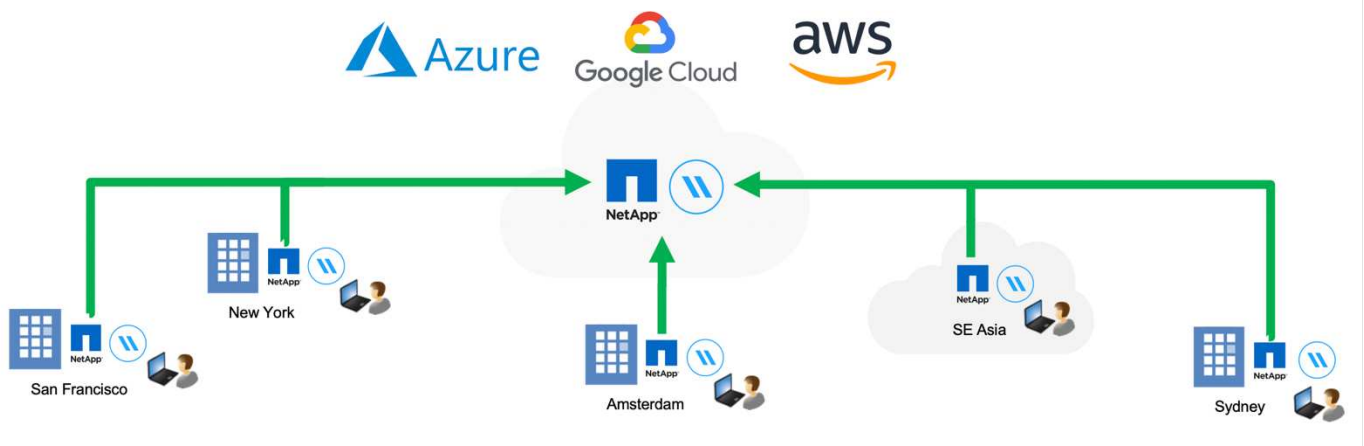 Azure
Google Cloud
aws
NetApp
NetApp
New York
NetApp
SE Asia
NetApp
San Francisco
NetApp
Amsterdam
NetApp
Sydney